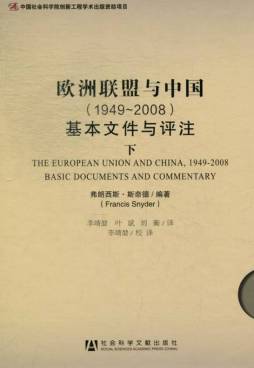 中国社会科学院创新工程学术出版资助项目
欧洲联盟与中国
(1949~2008)
基本文件与评注
下
THE EUROPEAN UNION AND CHINA, 1949-2008
BASIC DOCUMENTS AND COMMENTARY
弗朗西斯·斯奈德/编著
(Francis Snyder)
李靖堃 叶斌 刘衡/译
李靖堃/校译
社会科学文献出版社
SOCIAL SCIENCES ACADEMIC PRESS (CHINA)